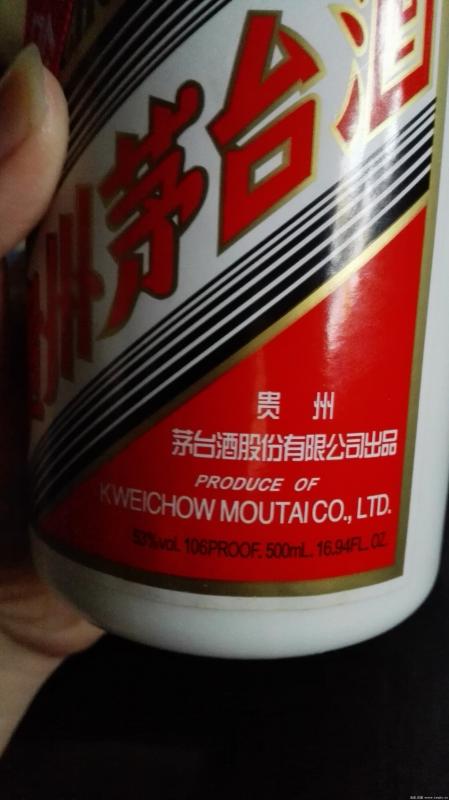 贵州茅台酒
贵 州
茅台酒股份有限公司出品
PRODUCE OF
KWEICHOW MOUTAI CO., LTD.
53%vol. 106PROOF. 500mL. 16.94FL. OZ.